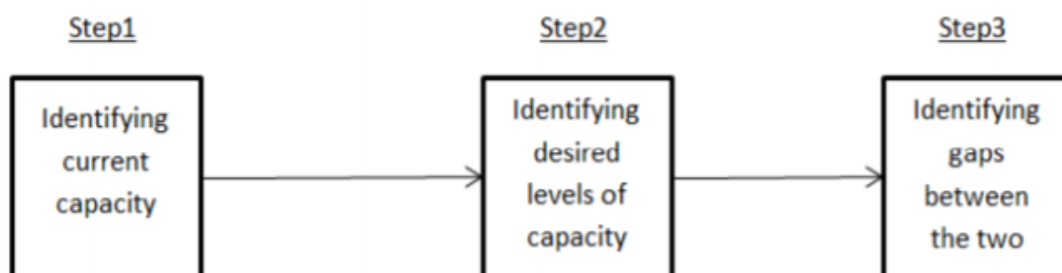 Step1
Step2
Step3
Identifying
current
capacity
Identifying
desired
levels of
capacity
Identifying
gaps
between
the two